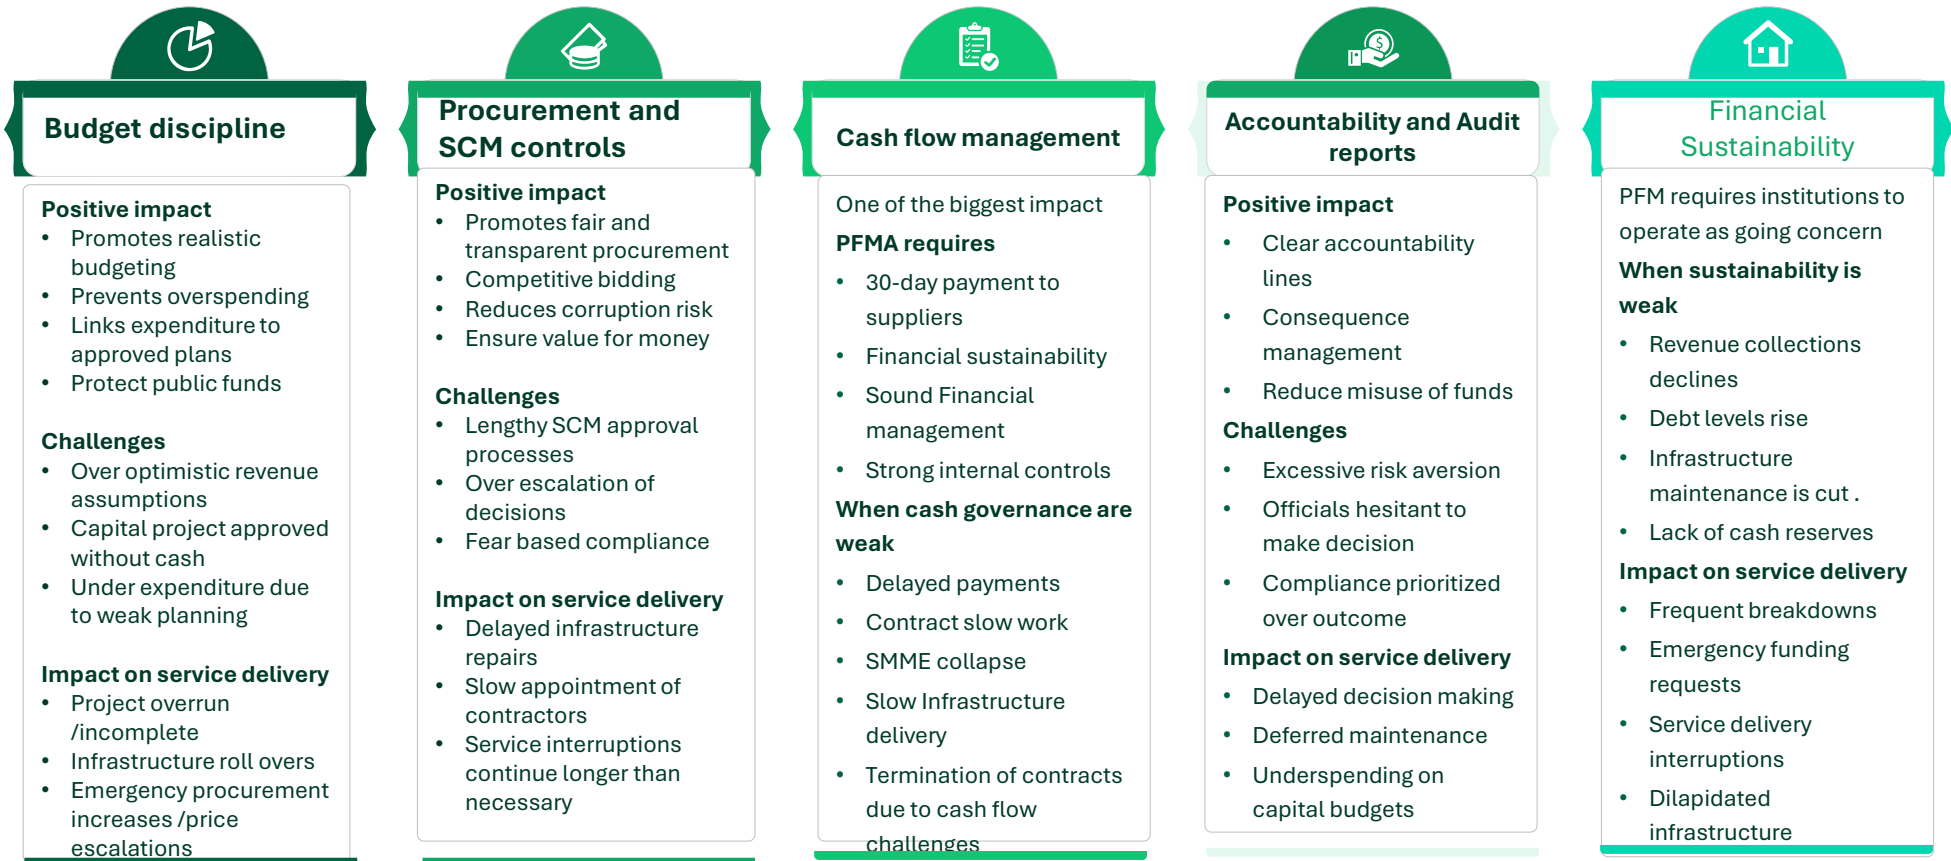 Budget discipline
Positive impact
• Promotes realistic
budgeting
• Prevents overspending
• Links expenditure to
approved plans
• Protect public funds
Challenges
• Over optimistic revenue
assumptions
• Capital project approved
without cash
• Under expenditure due
to weak planning
Impact on service delivery
• Project overrun
/incomplete
• Infrastructure roll overs
• Emergency procurement
increases /price
escalations
Procurement and
SCM controls
Positive impact
• Promotes fair and
transparent procurement
• Competitive bidding
• Reduces corruption risk
• Ensure value for money
Challenges
• Lengthy SCM approval
processes
• Over escalation of
decisions
• Fear based compliance
Impact on service delivery
• Delayed infrastructure
repairs
• Slow appointment of
contractors
• Service interruptions
continue longer than
necessary
Cash flow management
One of the biggest impact
PFMA requires
• 30-day payment to
suppliers
• Financial sustainability
• Sound Financial
management
• Strong internal controls
When cash governance are
weak
• Delayed payments
• Contract slow work
• SMME collapse
• Slow Infrastructure
delivery
• Termination of contracts
due to cash flow
challenges
Accountability and Audit
reports
Positive impact
• Clear accountability
lines
• Consequence
management
• Reduce misuse of funds
Challenges
• Excessive risk aversion
• Officials hesitant to
make decision
• Compliance prioritized
over outcome
Impact on service delivery
• Delayed decision making
• Deferred maintenance
• Underspending on
capital budgets
Financial
Sustainability
PFM requires institutions to
operate as going concern
When sustainability is
weak
• Revenue collections
declines
• Debt levels rise
• Infrastructure
maintenance is cut .
• Lack of cash reserves
Impact on service delivery
• Frequent breakdowns
• Emergency funding
requests
• Service delivery
interruptions
• Dilapidated
infrastructure